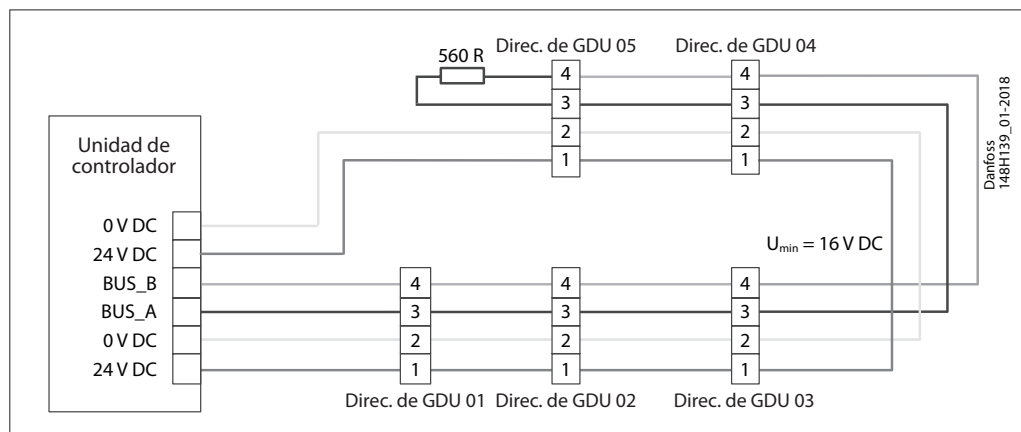 560 R
Direc. de GDU 05
Direc. de GDU 04
4
4
3
3
2
2
1
1
Danfoss
148H139_01-2018
Unidad de
controlador
0 V DC
24 V DC
BUS_B
BUS_A
0 V DC
24 V DC
Umin = 16 V DC
4
4
4
3
3
3
2
2
2
1
1
1
Direc. de GDU 01
Direc. de GDU 02
Direc. de GDU 03